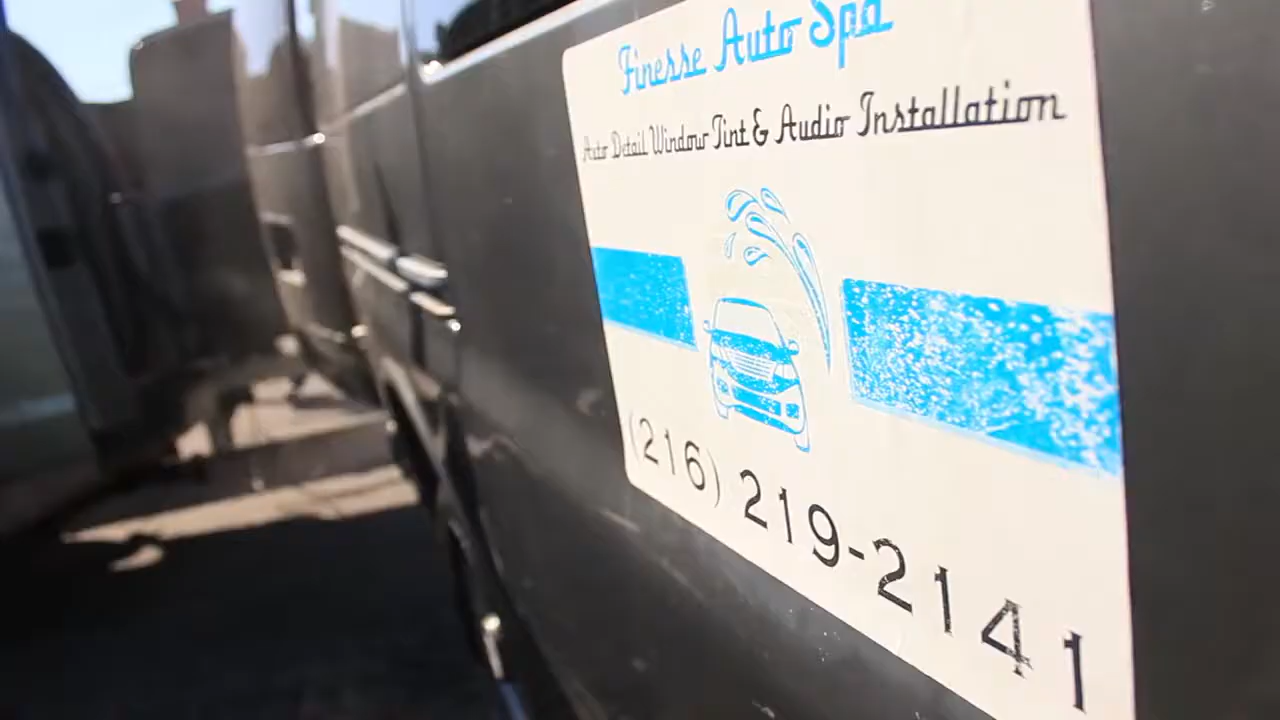 Finesse Auto Spa
Auto Detail Window Tint & Audio Installation
(216) 219-2141